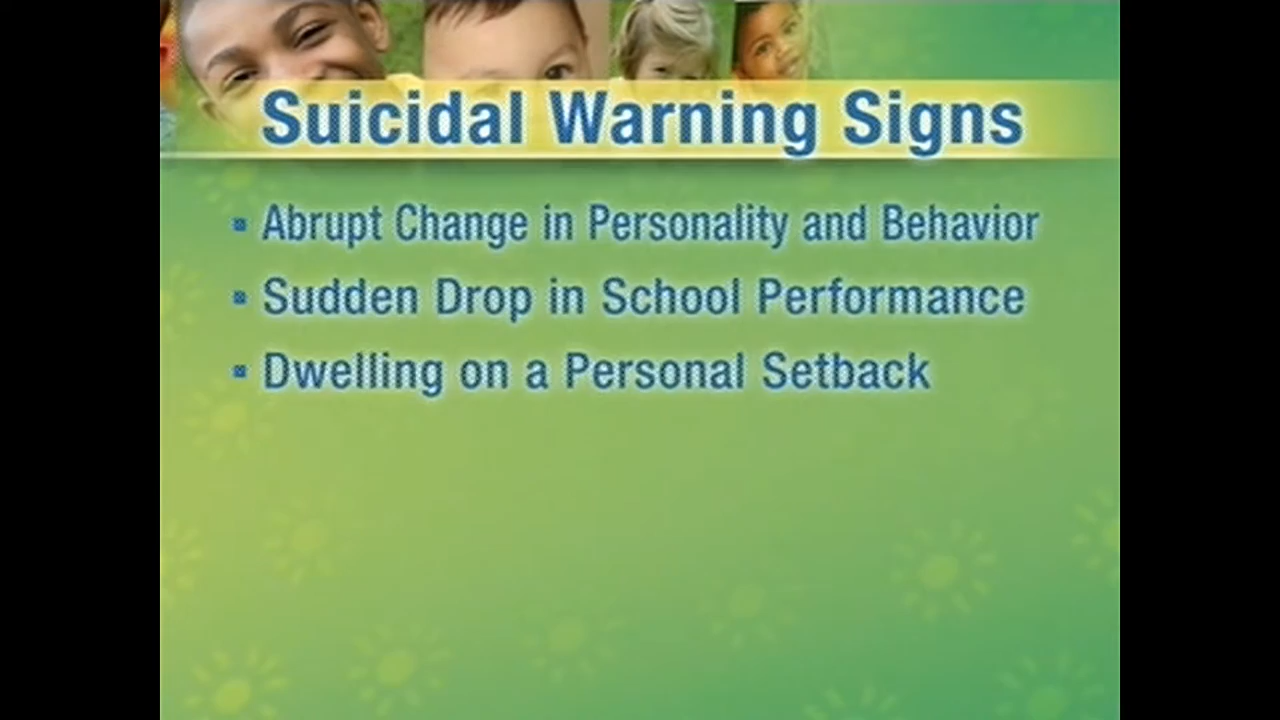 Suicidal Warning Signs
▪ Abrupt Change in Personality and Behavior
▪ Sudden Drop in School Performance
▪ Dwelling on a Personal Setback